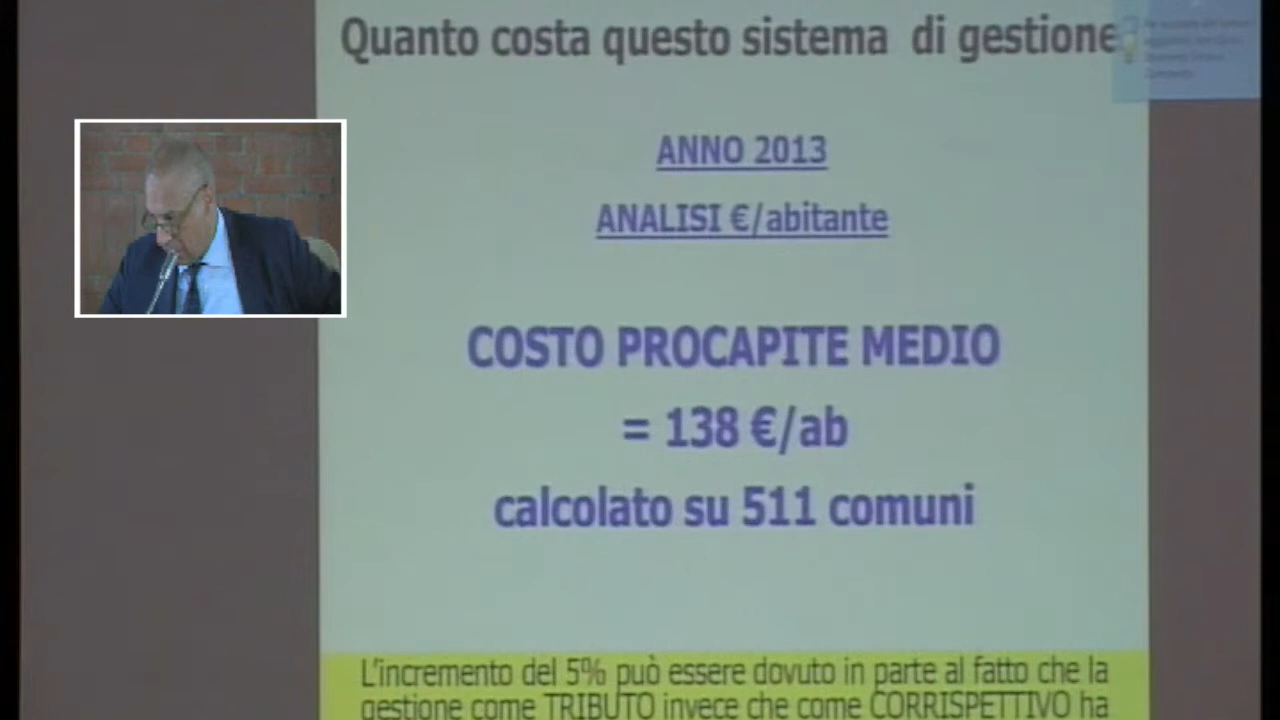 Quanto costa questo sistema di gestione
ANNO 2013
ANALISI €/abitante
COSTO PROCAPITE MEDIO
= 138 €/ab
calcolato su 511 comuni
L'incremento del 5% può essere dovuto in parte al fatto che la
gestione come TRIBUTO invece che come CORRISPETTIVO ha